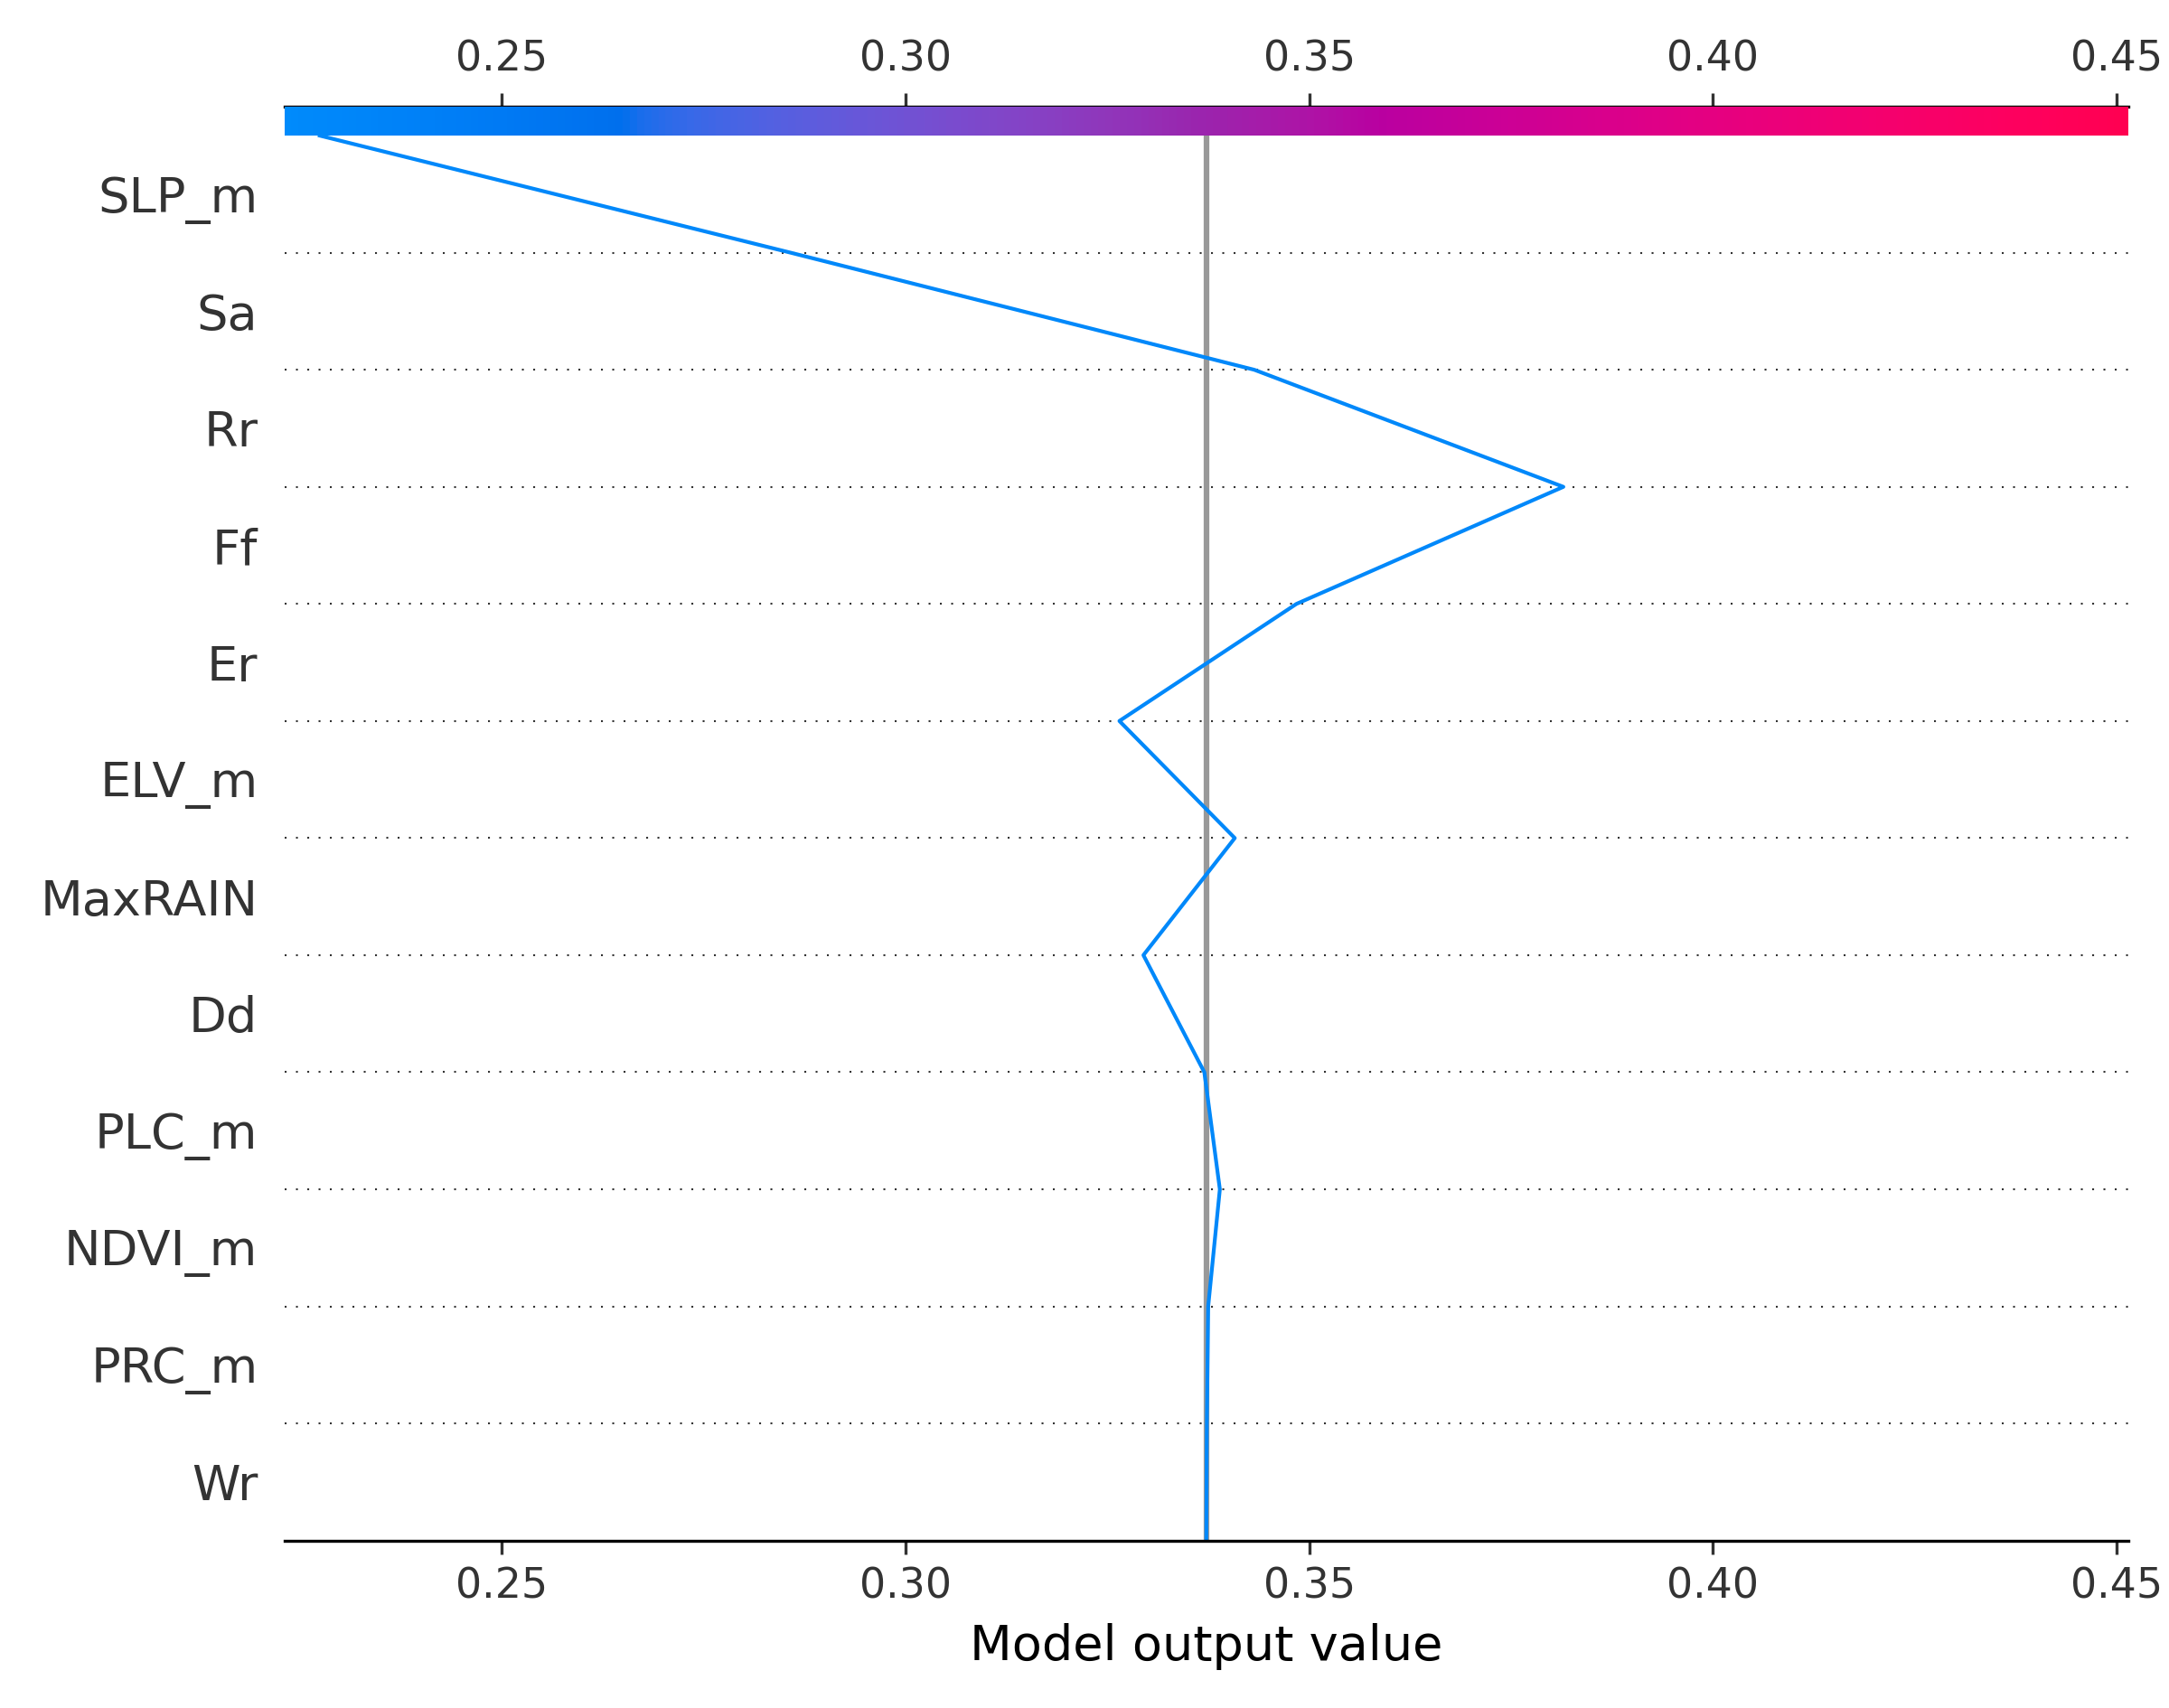 0.25 0.30 0.35 0.40 0.45
SLP_m
Sa
Rr
Ff
Er
ELV_m
MaxRAIN
Dd
PLC_m
NDVI_m
PRC_m
Wr
0.25 0.30 0.35 0.40 0.45
Model output value